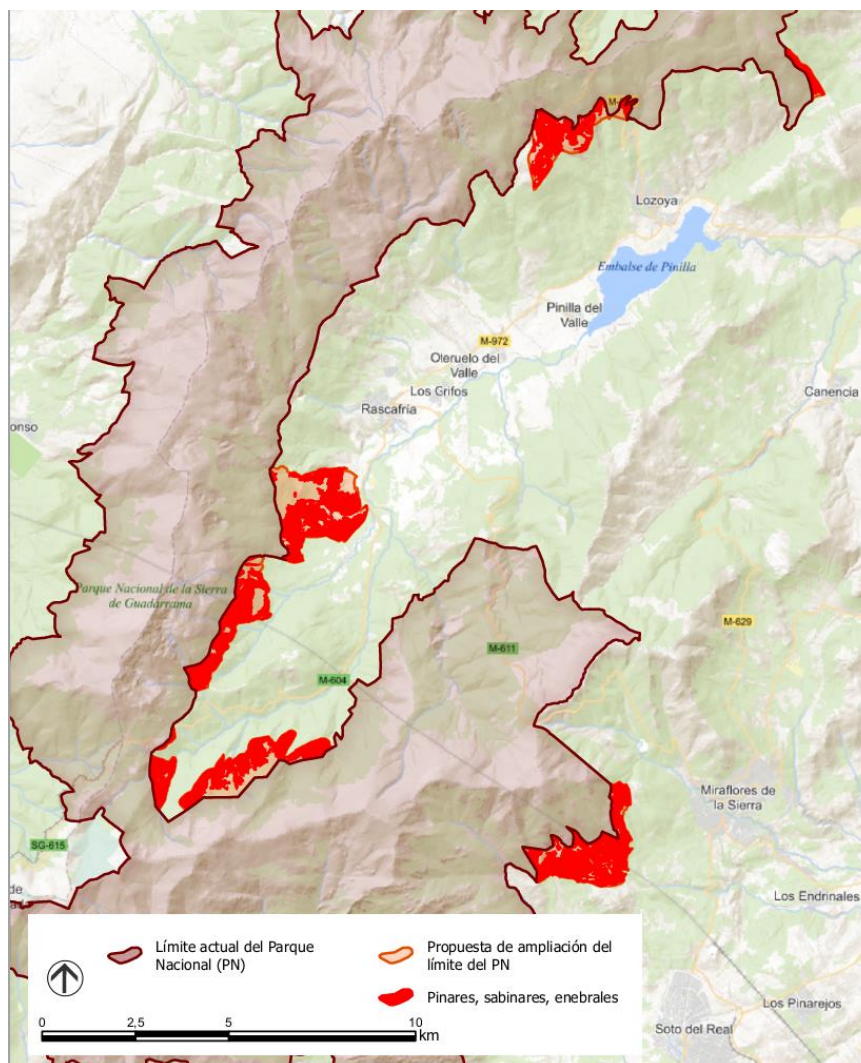 M-
Lozoya
Embalse de Pinilla
Pinilla del
Valle
M-972
Oteruelo del
Valle
Los Grifos
Rascafría
Canencia
onso
Parque Nacional de la Sierra
de Guadarrama
M-629
M-611
M-604
Miraflores de
la Sierra
SG-615
de
Los Endrinales
Límite actual del Parque
Nacional (PN)
Propuesta de ampliación del
límite del PN
Pinares, sabinares, enebrales
0 2,5 5 10
km
Los Pinarejos
Soto del Real